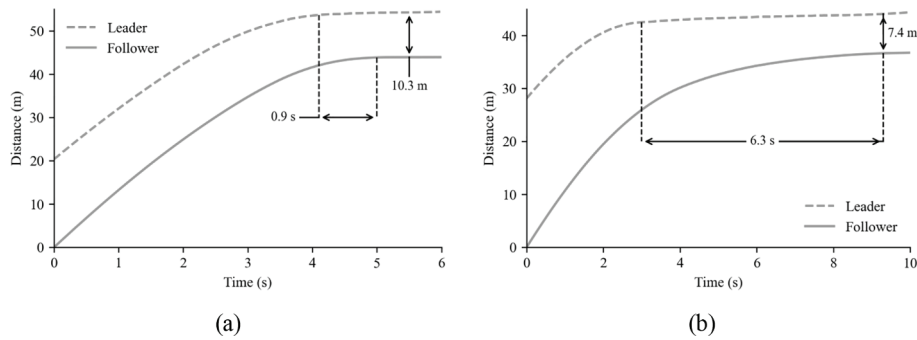 50
40
30
20
10
0
Distance (m)
Leader
Follower
10.3 m
0.9 s
0 1 2 3 4 5 6
Time (s)
(a)
40
30
20
10
0
Distance (m)
7.4 m
6.3 s
Leader
Follower
0 2 4 6 8 10
Time (s)
(b)